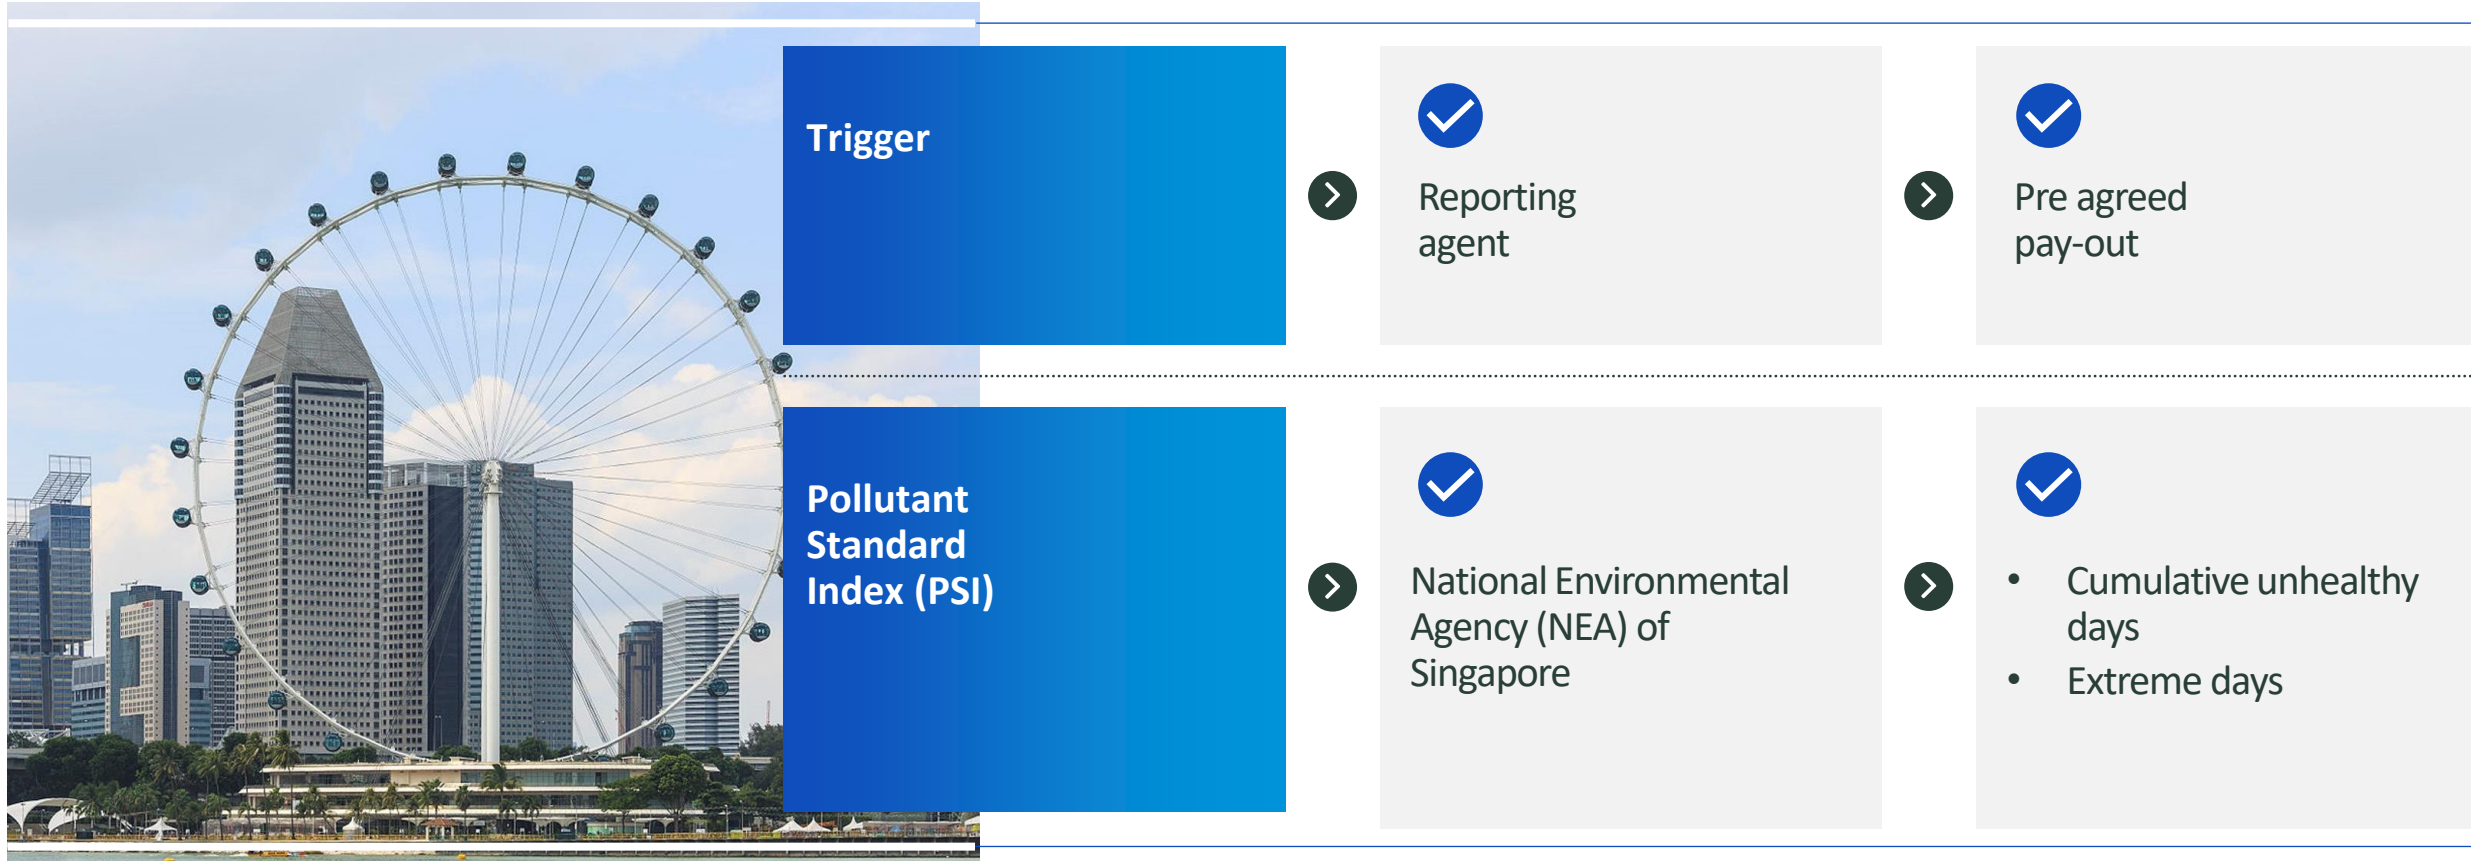 Trigger
Reporting
agent
Pre agreed
pay-out
Pollutant
Standard
Index (PSI)
National Environmental
Agency (NEA) of
Singapore
• Cumulative unhealthy
days
• Extreme days